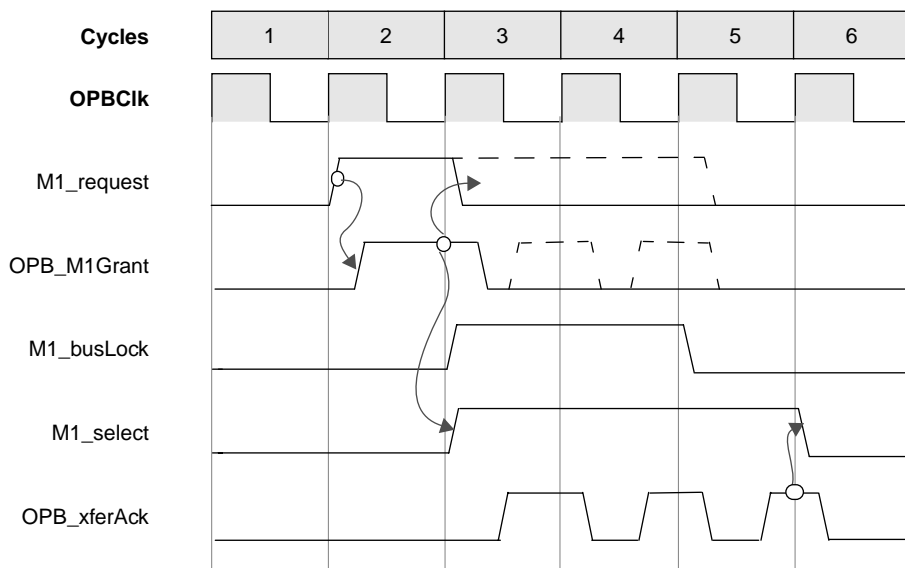 Cycles 1 2 3 4 5 6
OPBClk
M1_request
OPB_M1Grant
M1_busLock
M1_select
OPB_xferAck